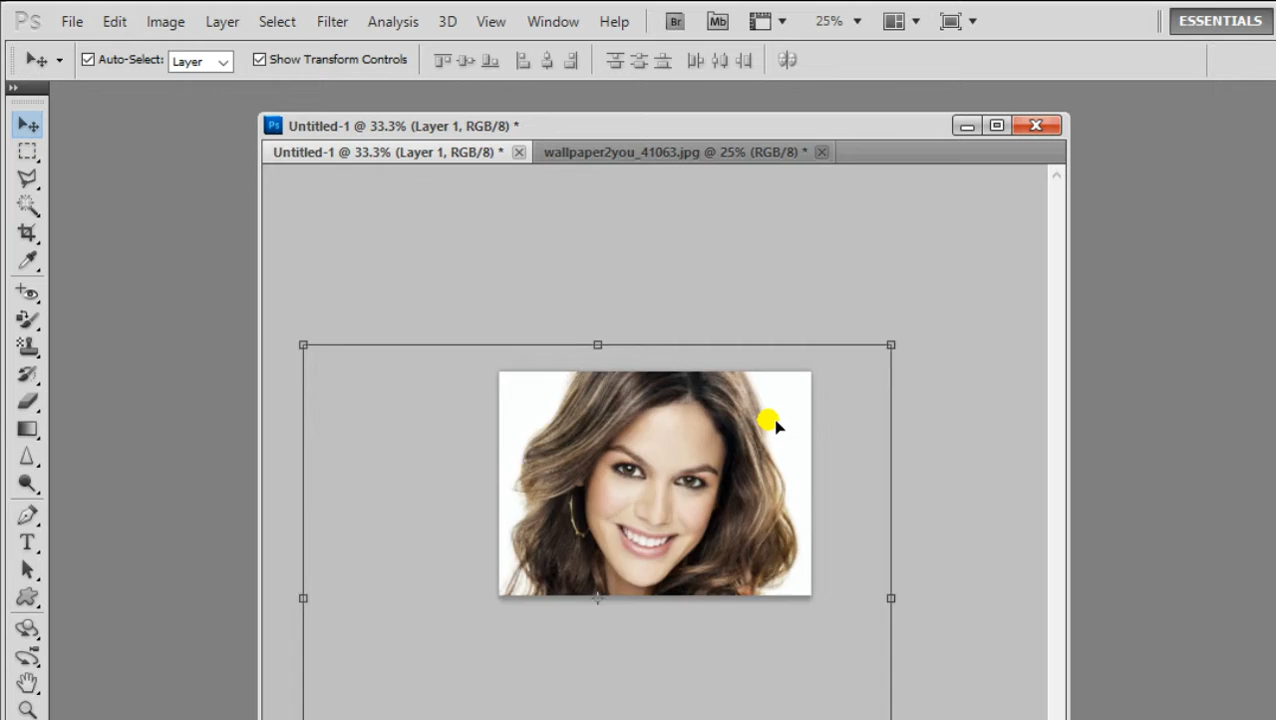 Ps File Edit Image Layer Select Filter Analysis 3D View Window Help Br Mb 25% ESSENTIALS
Auto-Select: Layer Show Transform Controls
Ps Untitled-1 @ 33.3% (Layer 1, RGB/8) *
Untitled-1 @ 33.3% (Layer 1, RGB/8) * wallpaper2you_41063.jpg @ 25% (RGB/8) *
T